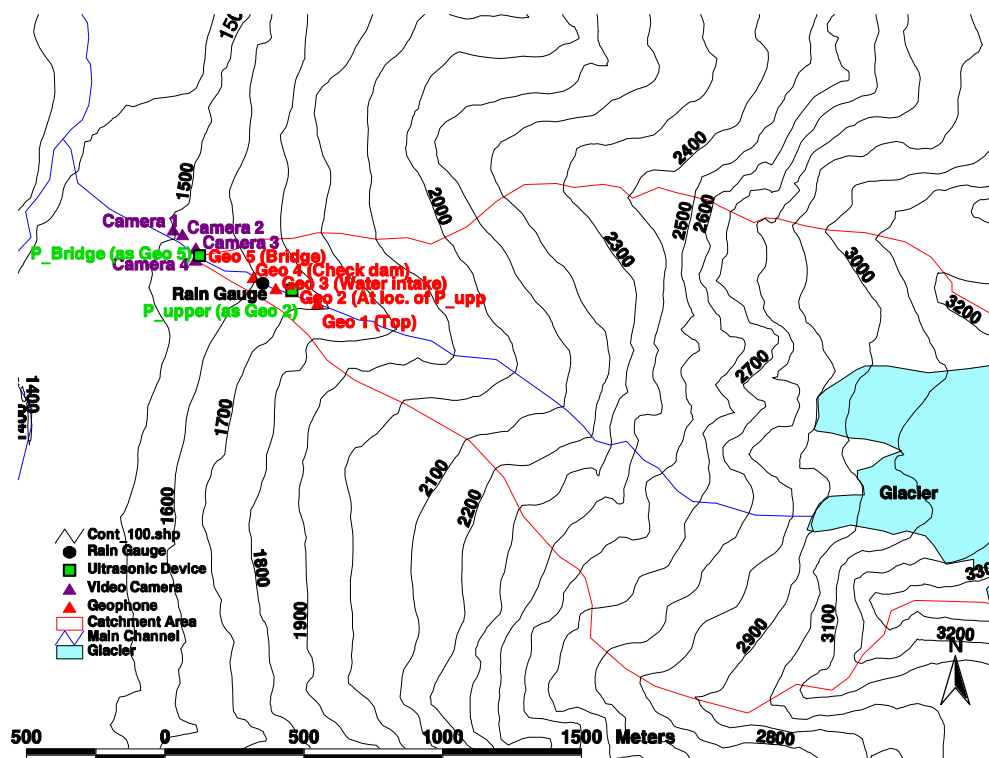 1500
2400
1500
2000
2500
2600
2300
3000
3200
Camera 1
Camera 2
Camera 3
P_Bridge (as Geo 5)
Geo 5 (Bridge)
Camera 4
Geo 4 (Check dam)
Geo 3 (Water intake)
Rain Gauge
Geo 2 (At loc. of P_upp
P_upper (as Geo 2)
Geo 1 (Top)
2700
1400
1400
1700
2100
2200
Glacier
1600
1800
1900
2900
3100
3200
Cont_100.shp
Rain Gauge
Ultrasonic Device
Video Camera
Geophone
Catchment Area
Main Channel
Glacier
N
500 0 500 1000 1500 Meters
2800